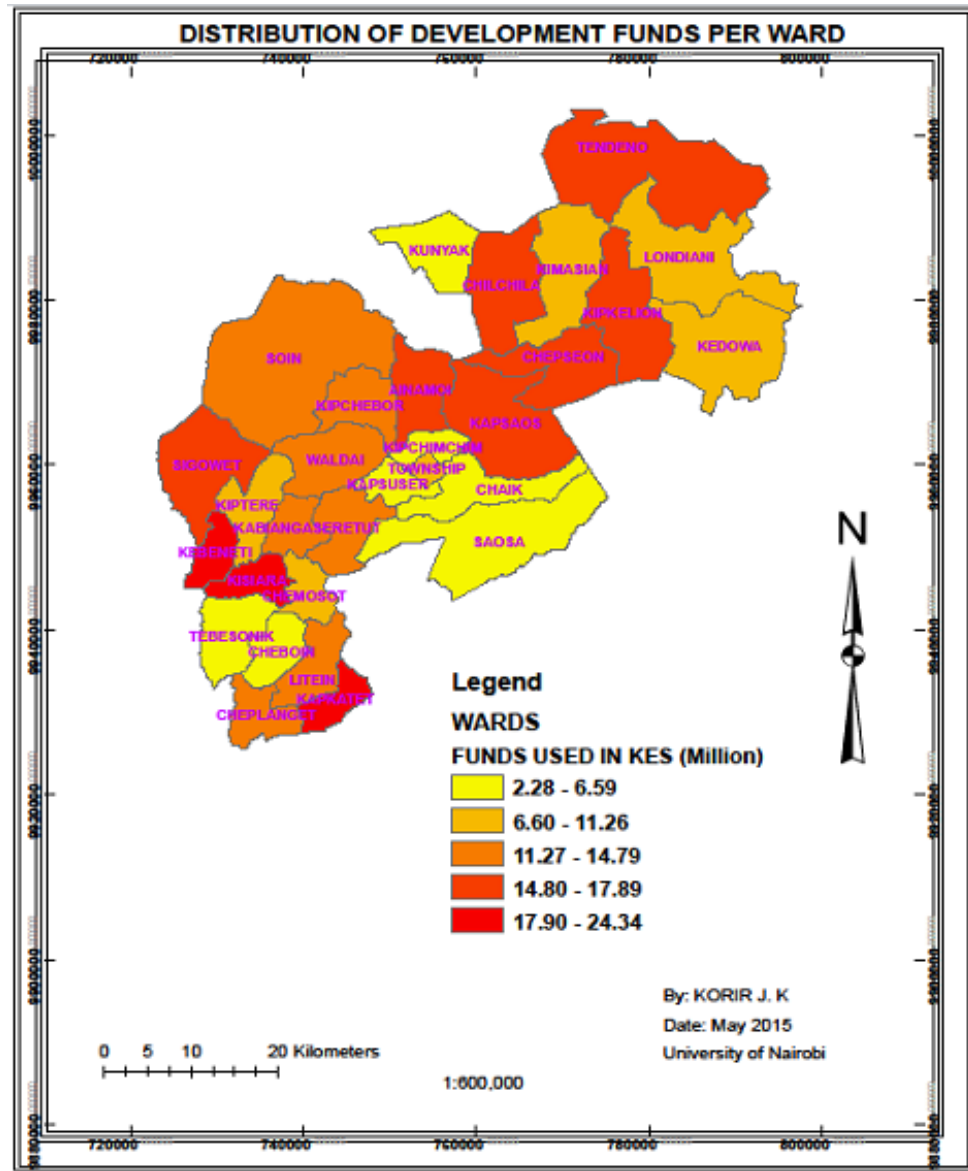 DISTRIBUTION OF DEVELOPMENT FUNDS PER WARD
720000 740000 760000 780000 800000
TENDENO
KUNYAK
LONDIANI
CHILCHILA
KIPKELION
KEDOWA
SOIN
CHEPSEON
AINAMOI
KIPCHEBOR
KAPSAOS
KIPCHIMCHIM
WALDAI
SIGOWET
TOWNSHIP
KAPSUSER
CHAIK
KIPTERE
KABIANGA SERETUT
SAOSA
KISIARA
CHEMOSOT
TEBESONIK
CHEBOIN
LITEIN
KAPKATET
CHEPLANGET
N
Legend
WARDS
FUNDS USED IN KES (Million)
2.28 - 6.59
6.60 - 11.26
11.27 - 14.79
14.80 - 17.89
17.90 - 24.34
By: KORIR J. K
Date: May 2015
University of Nairobi
0 5 10 20 Kilometers
1:600,000
720000 740000 760000 780000 800000